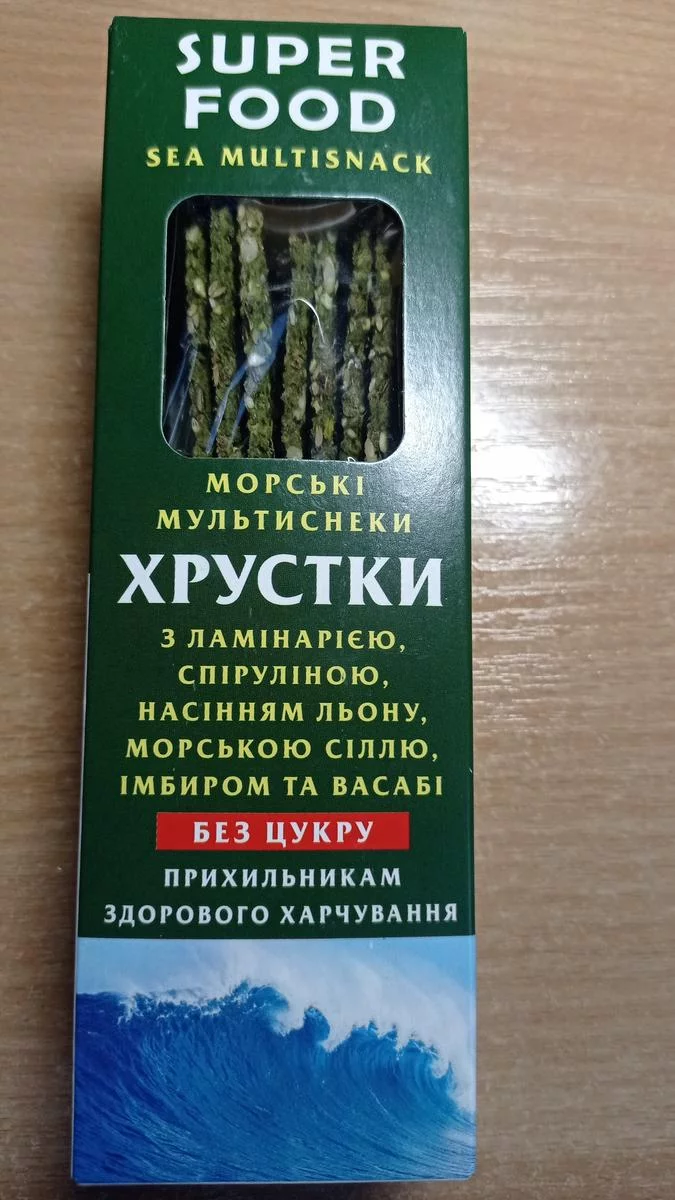 SUPER
FOOD
SEA MULTISNACK
МОРСЬКІ
МУЛЬТИСНЕКИ
ХРУСТКИ
З ЛАМІНАРІЄЮ,
СПІРУЛІНОЮ,
НАСІННЯМ ЛЬОНУ,
МОРСЬКОЮ СІЛЛЮ,
ІМБИРОМ ТА ВАСАБІ
БЕЗ ЦУКРУ
ПРИХИЛЬНИКАМ
ЗДОРОВОГО ХАРЧУВАННЯ